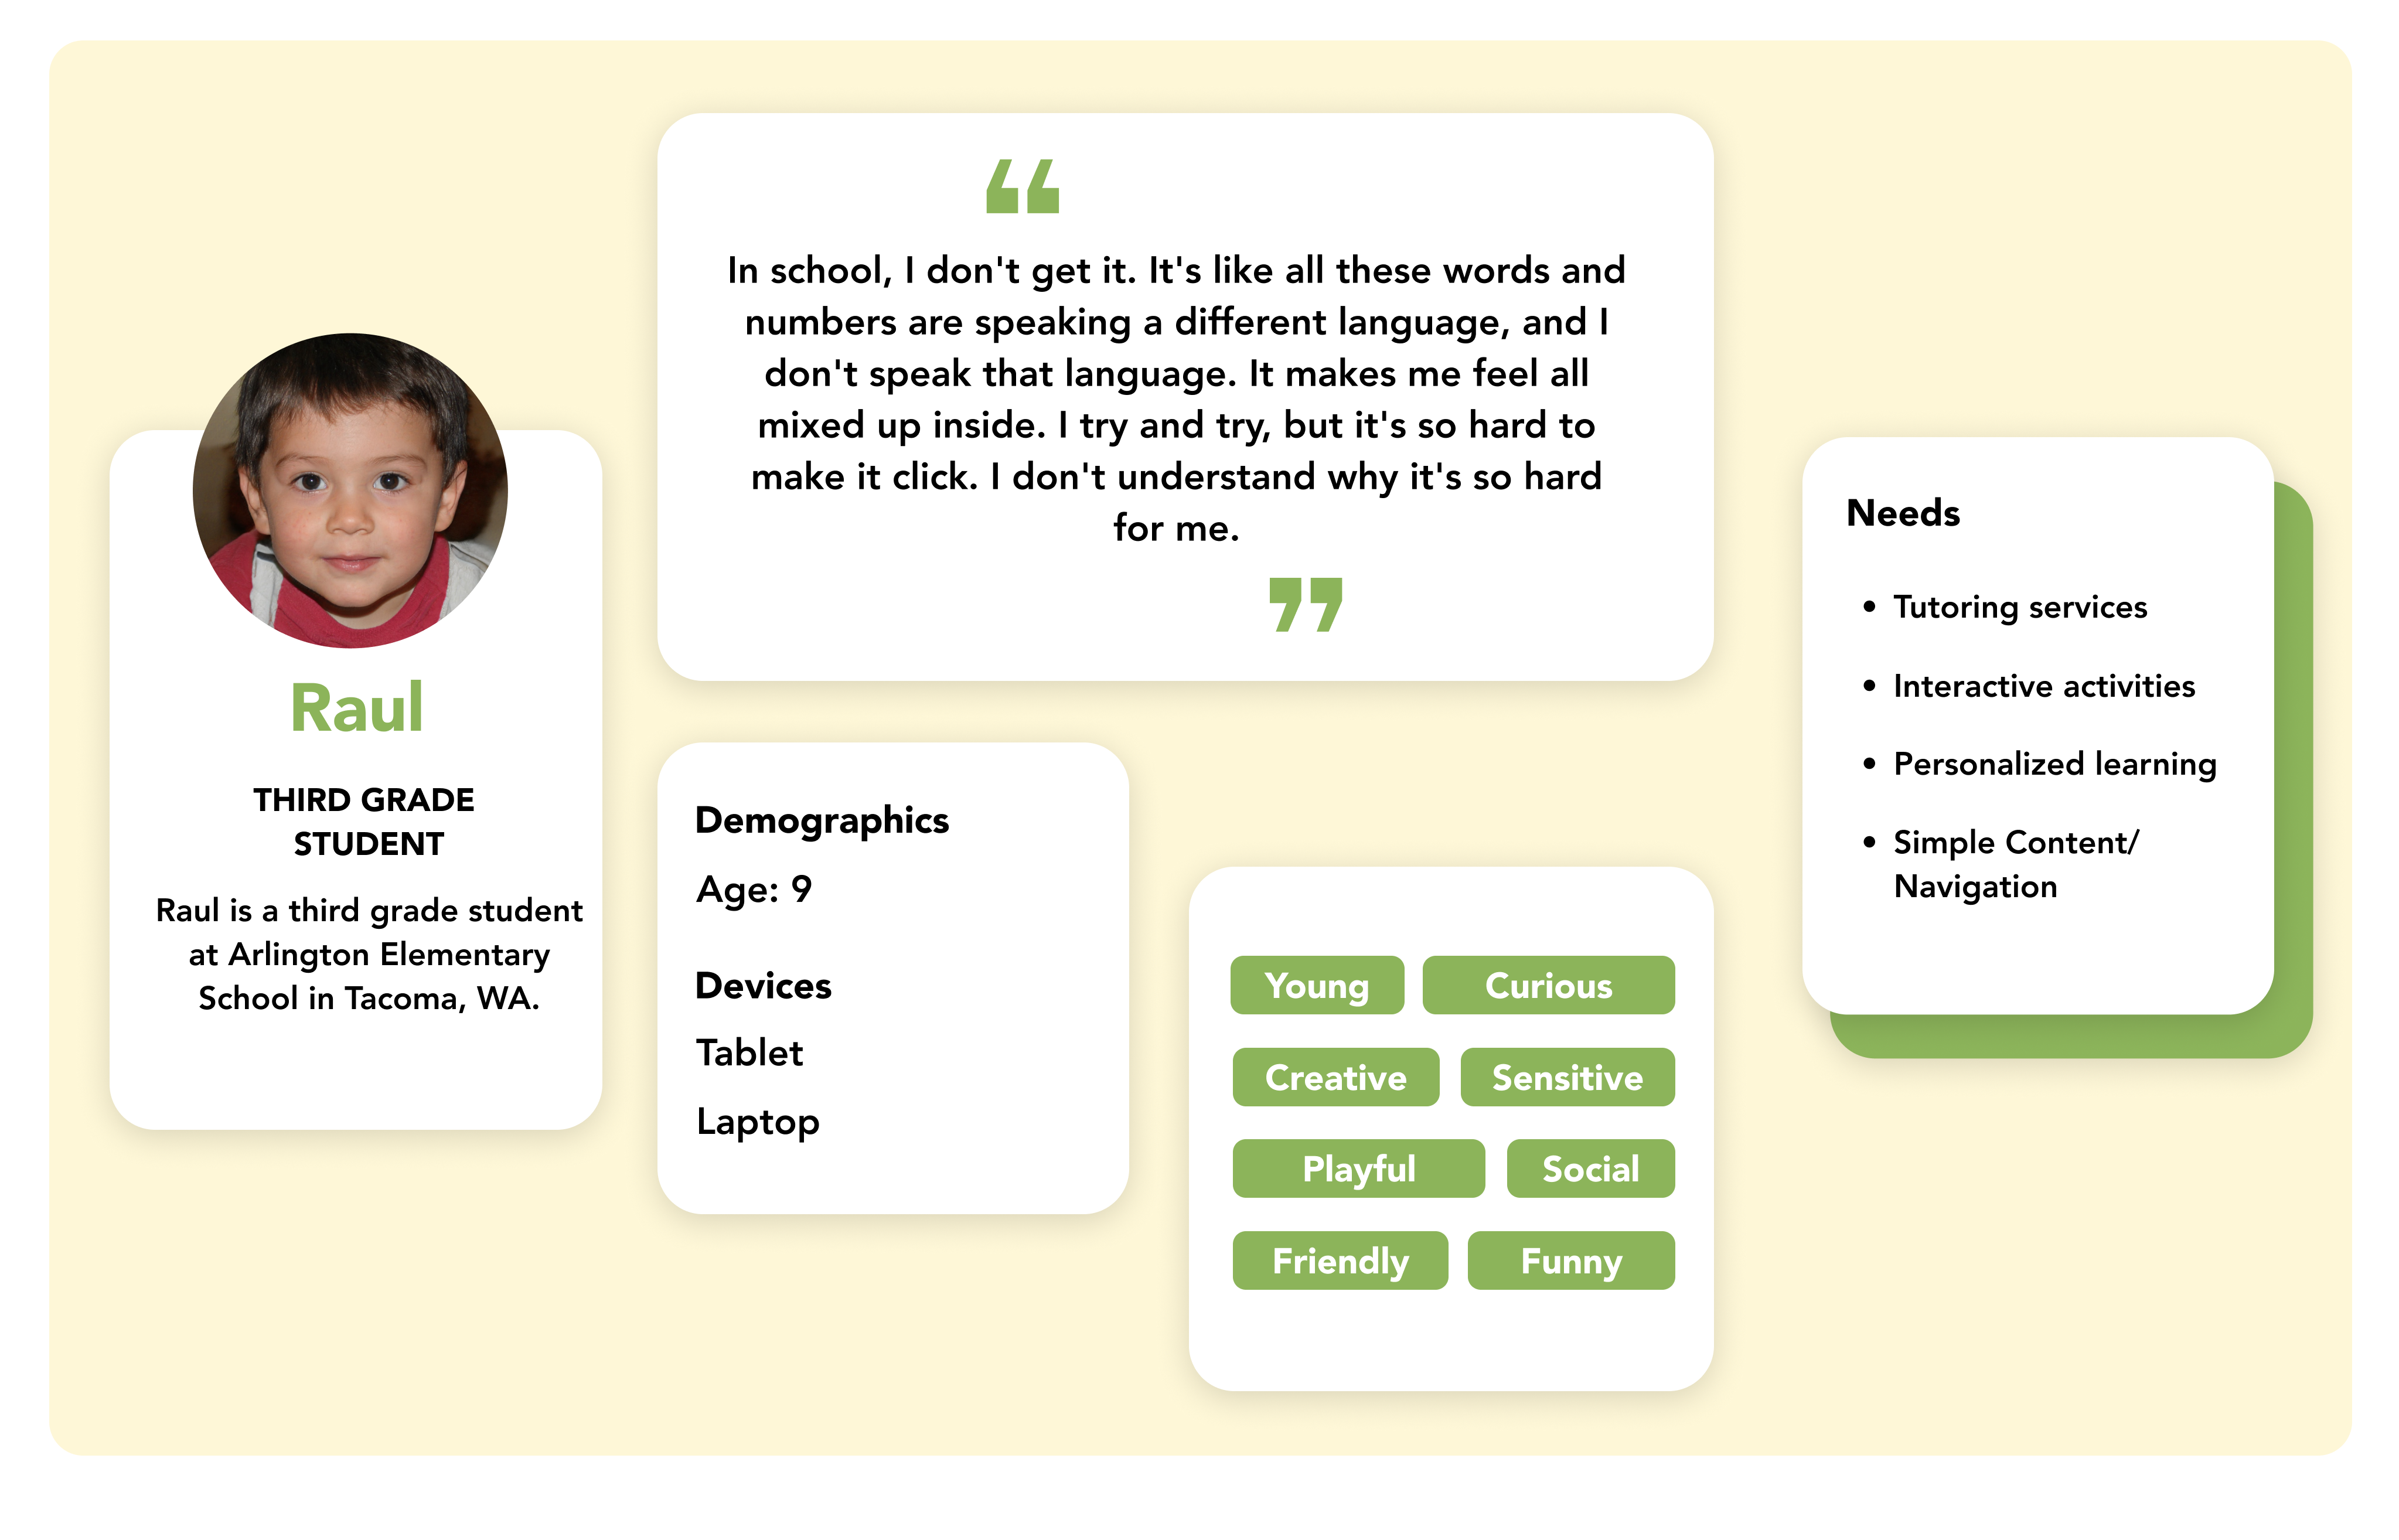 “
In school, I don't get it. It's like all these words and
numbers are speaking a different language, and I
don't speak that language. It makes me feel all
mixed up inside. I try and try, but it's so hard to
make it click. I don't understand why it's so hard
for me.
”
Raul
THIRD GRADE
STUDENT
Raul is a third grade student
at Arlington Elementary
School in Tacoma, WA.
Demographics
Age: 9
Devices
Tablet
Laptop
Young
Curious
Creative
Sensitive
Playful
Social
Friendly
Funny
Needs
• Tutoring services
• Interactive activities
• Personalized learning
• Simple Content/
Navigation